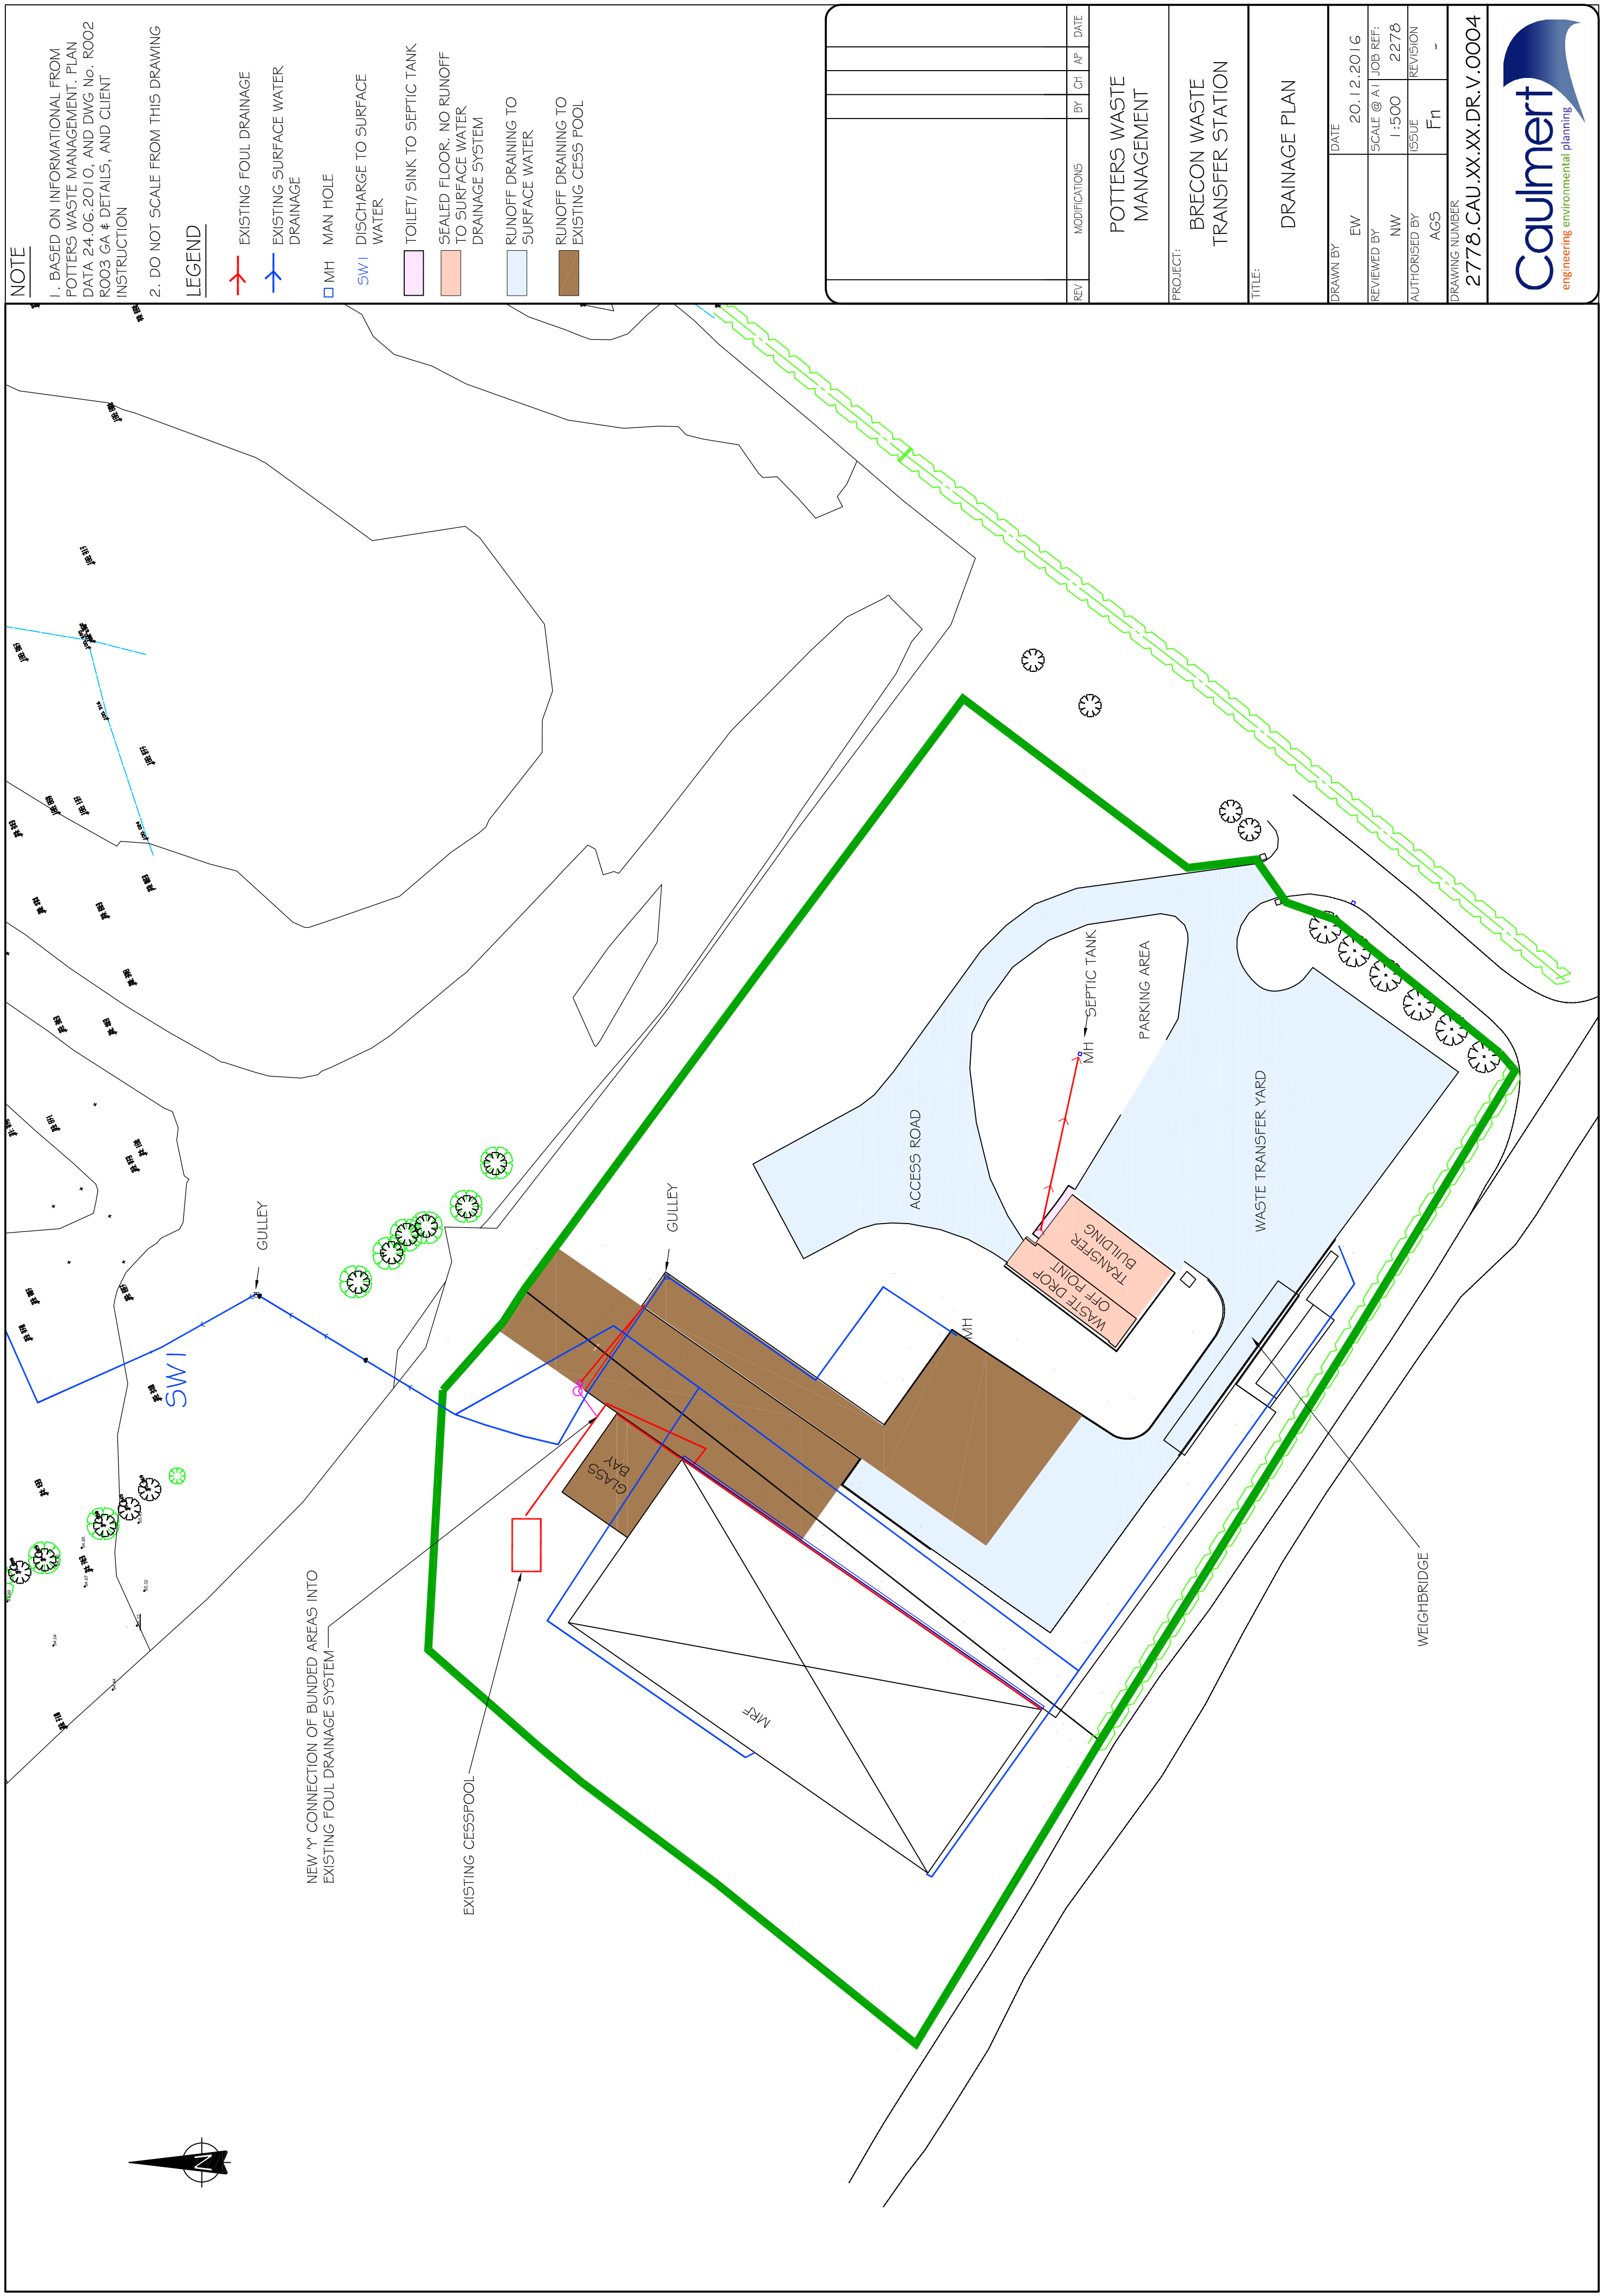 NOTE
1. BASED ON INFORMATIONAL FROM
POTTERS WASTE MANAGEMENT. PLAN
DATA 24.06.2010, AND DWG No. R002
R003 GA & DETAILS, AND CLIENT
INSTRUCTION
2. DO NOT SCALE FROM THIS DRAWING
LEGEND
EXISTING FOUL DRAINAGE
EXISTING SURFACE WATER
DRAINAGE
MH MAN HOLE
SW1 DISCHARGE TO SURFACE
WATER
TOILET/ SINK TO SEPTIC TANK
SEALED FLOOR. NO RUNOFF
TO SURFACE WATER
DRAINAGE SYSTEM
RUNOFF DRAINING TO
SURFACE WATER
RUNOFF DRAINING TO
EXISTING CESS POOL
REV MODIFICATIONS BY CH AP DATE
POTTERS WASTE
MANAGEMENT
PROJECT:
BRECON WASTE
TRANSFER STATION
TITLE:
DRAINAGE PLAN
DRAWN BY
EW
DATE
20.12.2016
REVIEWED BY
NW
SCALE @ A1
1:500
JOB REF:
2278
AUTHORISED BY
AGS
ISSUE
Fn
REVISION
-
DRAWING NUMBER
2778.CAU.XX.XX.DR.V.0004
Caulmert
engineering environmental planning
GULLEY
SW1
GULLEY
NEW 'Y' CONNECTION OF BUNDED AREAS INTO
EXISTING FOUL DRAINAGE SYSTEM
EXISTING CESSPOOL
GLASS
BAY
MRF
ACCESS ROAD
MH
SEPTIC TANK
PARKING AREA
MH
WASTE DROP
OFF POINT
TRANSFER
BUILDING
WASTE TRANSFER YARD
WEIGHBRIDGE
N